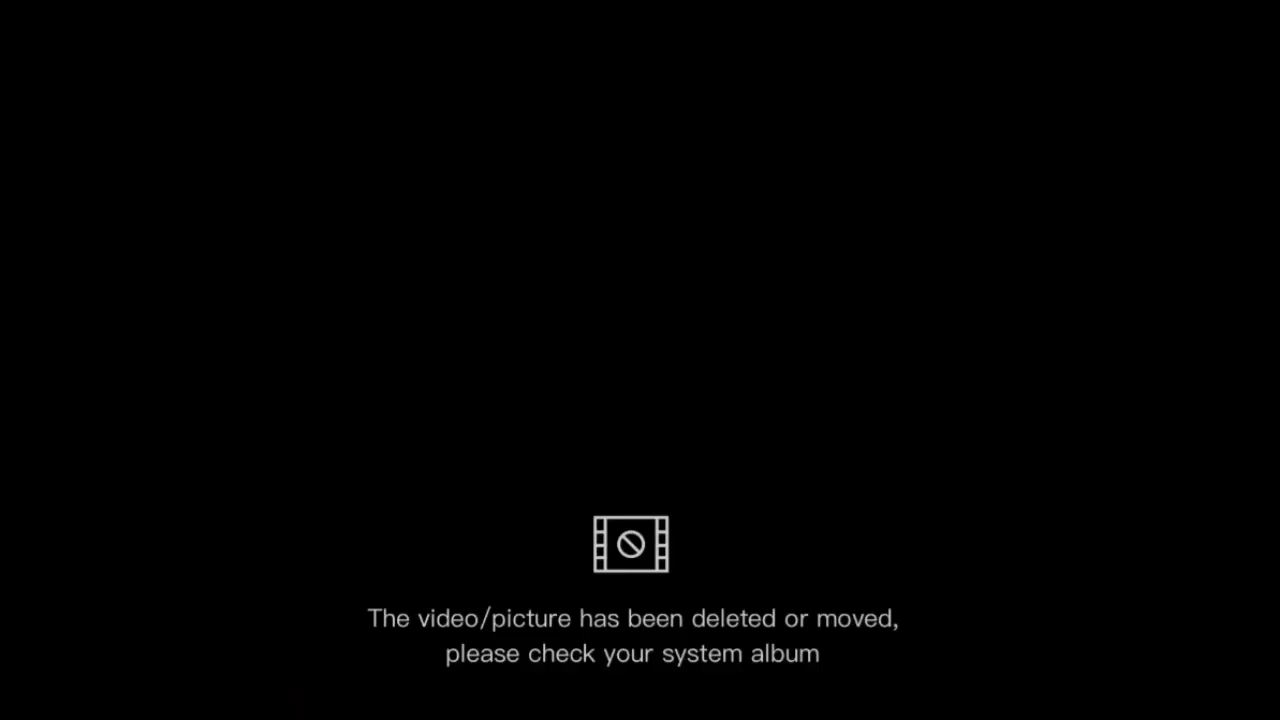 The video/picture has been deleted or moved,
please check your system album